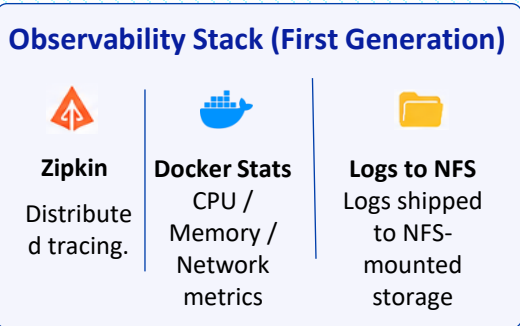 Observability Stack (First Generation)
Zipkin
Distribute
d tracing.
Docker Stats
CPU /
Memory /
Network
metrics
Logs to NFS
Logs shipped
to NFS-
mounted
storage